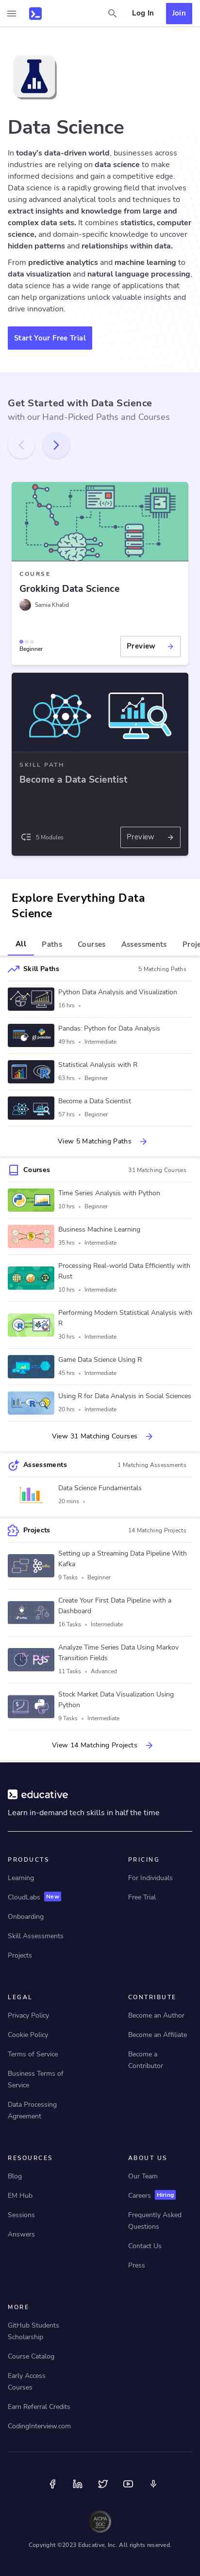 Log In
Join
Data Science
In today's data-driven world, businesses across
industries are relying on data science to make
informed decisions and gain a competitive edge.
Data science is a rapidly growing field that involves
using advanced analytical tools and techniques to
extract insights and knowledge from large and
complex data sets. It combines statistics, computer
science, and domain-specific knowledge to uncover
hidden patterns and relationships within data.
From predictive analytics and machine learning to
data visualization and natural language processing,
data science has a wide range of applications that
can help organizations unlock valuable insights and
drive innovation.
Start Your Free Trial
Get Started with Data Science
with our Hand-Picked Paths and Courses
COURSE
Grokking Data Science
Samia Khalid
Beginner
Preview
SKILL PATH
Become a Data Scientist
5 Modules
Preview
Explore Everything Data
Science
All
Paths
Courses
Assessments
Proje
Skill Paths
5 Matching Paths
Python Data Analysis and Visualization
16 hrs •
Pandas: Python for Data Analysis
49 hrs • Intermediate
Statistical Analysis with R
63 hrs • Beginner
Become a Data Scientist
57 hrs • Beginner
View 5 Matching Paths
Courses
31 Matching Courses
Time Series Analysis with Python
10 hrs • Beginner
Business Machine Learning
35 hrs • Intermediate
Processing Real-world Data Efficiently with
Rust
10 hrs • Intermediate
Performing Modern Statistical Analysis with
R
30 hrs • Intermediate
Game Data Science Using R
45 hrs • Intermediate
Using R for Data Analysis in Social Sciences
20 hrs • Intermediate
View 31 Matching Courses
Assessments
1 Matching Assessments
Data Science Fundamentals
20 mins •
Projects
14 Matching Projects
Setting up a Streaming Data Pipeline With
Kafka
9 Tasks • Beginner
Create Your First Data Pipeline with a
Dashboard
16 Tasks • Intermediate
Analyze Time Series Data Using Markov
Transition Fields
11 Tasks • Advanced
Stock Market Data Visualization Using
Python
9 Tasks • Intermediate
View 14 Matching Projects
educative
Learn in-demand tech skills in half the time
PRODUCTS
Learning
CloudLabs New
Onboarding
Skill Assessments
Projects
PRICING
For Individuals
Free Trial
LEGAL
Privacy Policy
Cookie Policy
Terms of Service
Business Terms of
Service
Data Processing
Agreement
CONTRIBUTE
Become an Author
Become an Affiliate
Become a
Contributor
RESOURCES
Blog
EM Hub
Sessions
Answers
ABOUT US
Our Team
Careers Hiring
Frequently Asked
Questions
Contact Us
Press
MORE
GitHub Students
Scholarship
Course Catalog
Early Access
Courses
Earn Referral Credits
CodingInterview.com
AICPA
SOC
Copyright ©2023 Educative, Inc. All rights reserved.